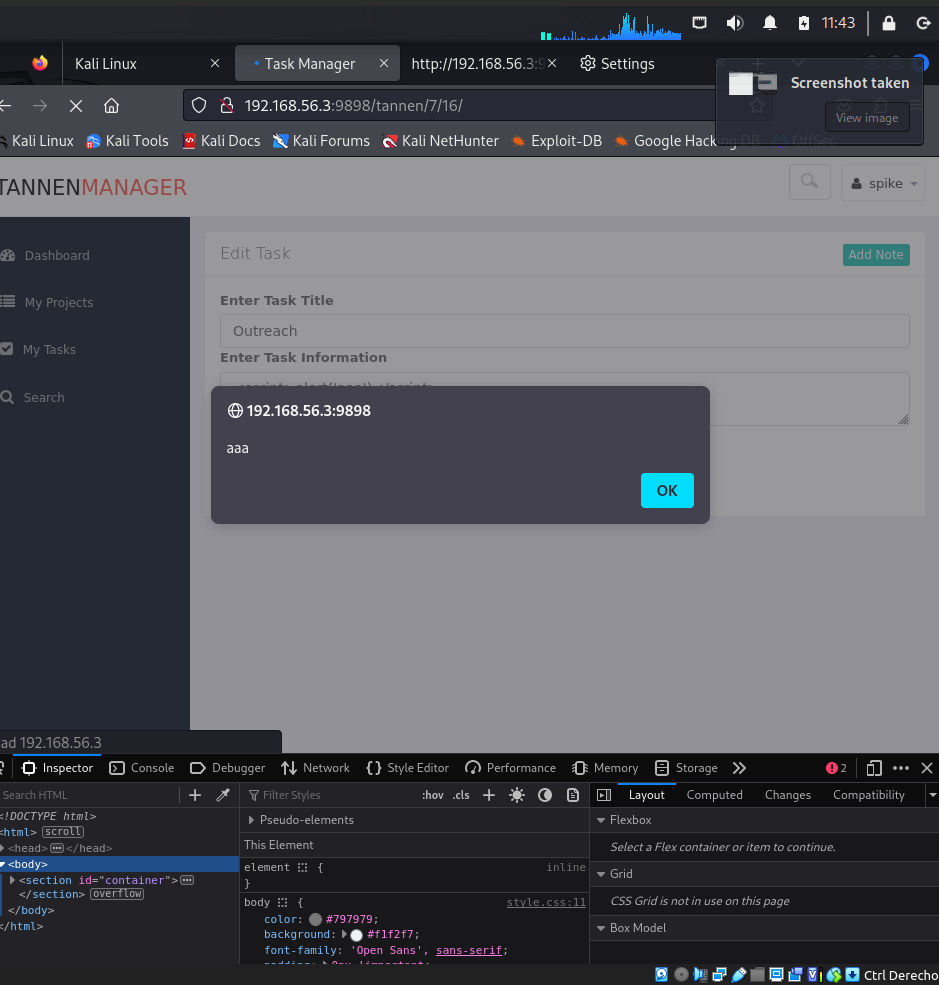 11:43
Kali Linux
Task Manager
http://192.168.56.3:9
Settings
Screenshot taken
View image
192.168.56.3:9898/tannen/7/16/
Kali Linux
Kali Tools
Kali Docs
Kali Forums
Kali NetHunter
Exploit-DB
Google Hacking DB
OffSec
TANNENMANAGER
spike
Dashboard
My Projects
My Tasks
Search
Edit Task
Add Note
Enter Task Title
Outreach
Enter Task Information
192.168.56.3:9898
aaa
OK
ad 192.168.56.3
Inspector
Console
Debugger
Network
Style Editor
Performance
Memory
Storage
2
Search HTML
Filter Styles
:hov .cls
Layout
Computed
Changes
Compatibility
<!DOCTYPE html>
<html> scroll
<head> </head>
<body>
<section id="container">
</section> overflow
</body>
</html>
Pseudo-elements
This Element
element { inline
}
body { style.css:11
color: #797979;
background: #f1f2f7;
font-family: 'Open Sans', sans-serif;
padding: 0px !important;
Flexbox
Select a Flex container or item to continue.
Grid
CSS Grid is not in use on this page
Box Model
Ctrl Derecho